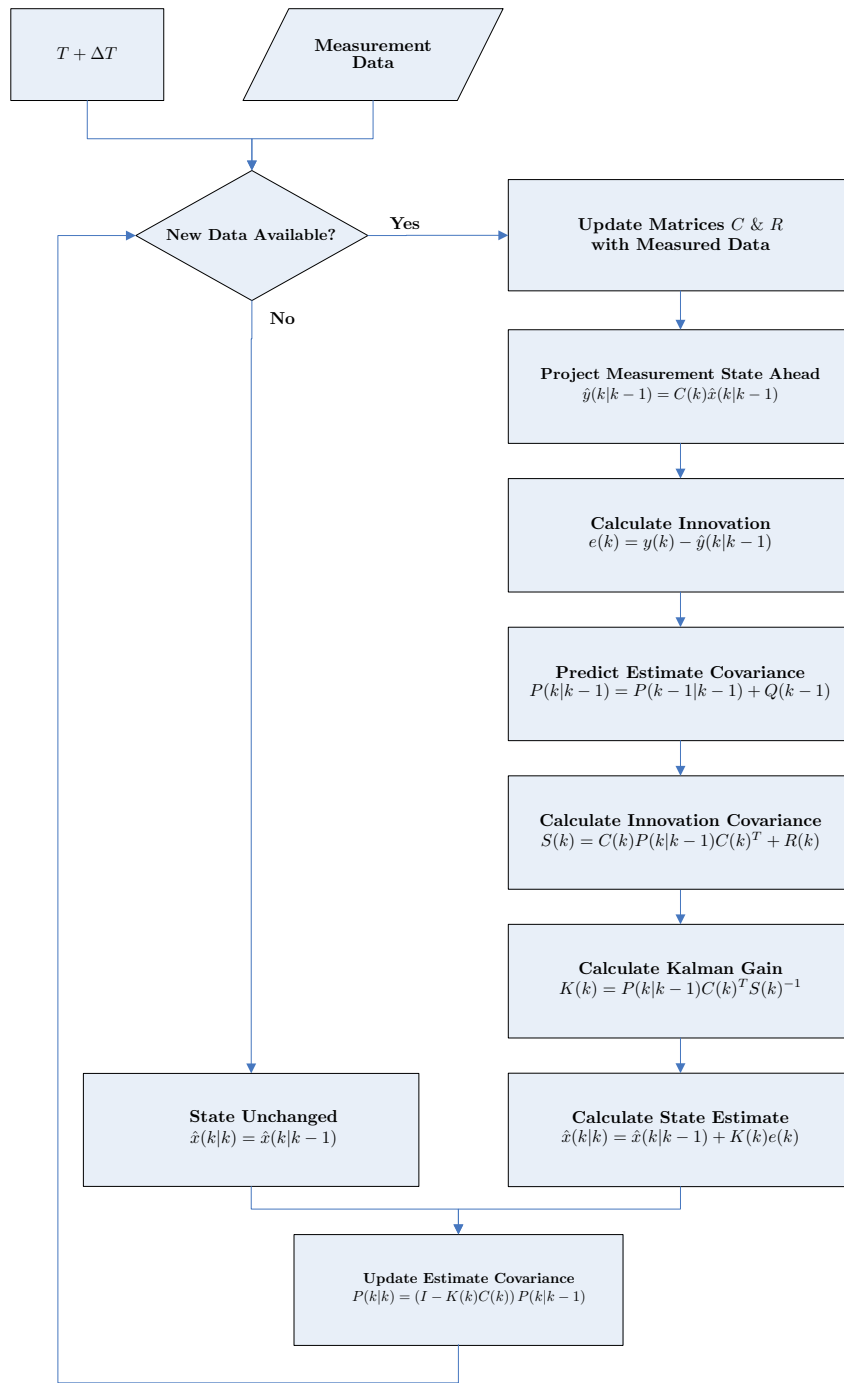 T + ΔT
Measurement
Data
New Data Available?
Yes
No
Update Matrices C & R
with Measured Data
Project Measurement State Ahead
ŷ(k|k − 1) = C(k)x̂(k|k − 1)
Calculate Innovation
e(k) = y(k) − ŷ(k|k − 1)
Predict Estimate Covariance
P(k|k − 1) = P(k − 1|k − 1) + Q(k − 1)
Calculate Innovation Covariance
S(k) = C(k)P(k|k − 1)C(k)ᵀ + R(k)
Calculate Kalman Gain
K(k) = P(k|k − 1)C(k)ᵀS(k)⁻¹
State Unchanged
x̂(k|k) = x̂(k|k − 1)
Calculate State Estimate
x̂(k|k) = x̂(k|k − 1) + K(k)e(k)
Update Estimate Covariance
P(k|k) = (I − K(k)C(k)) P(k|k − 1)